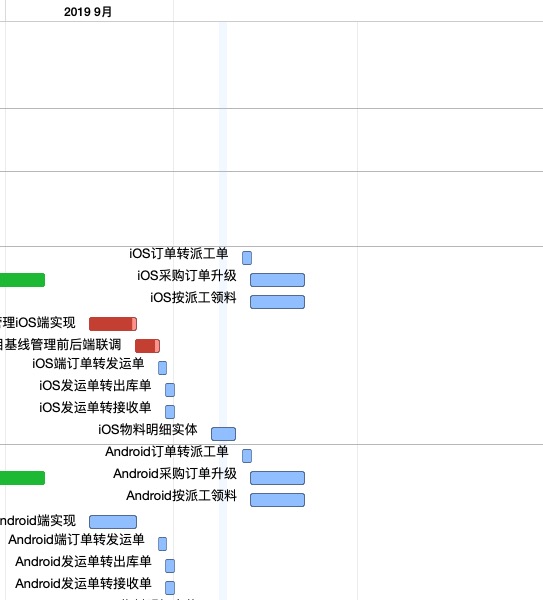 2019 9月
iOS订单转派工单
iOS采购订单升级
iOS按派工领料
管理iOS端实现
目基线管理前后端联调
iOS端订单转发运单
iOS发运单转出库单
iOS发运单转接收单
iOS物料明细实体
Android订单转派工单
Android采购订单升级
Android按派工领料
ndroid端实现
Android端订单转发运单
Android发运单转出库单
Android发运单转接收单